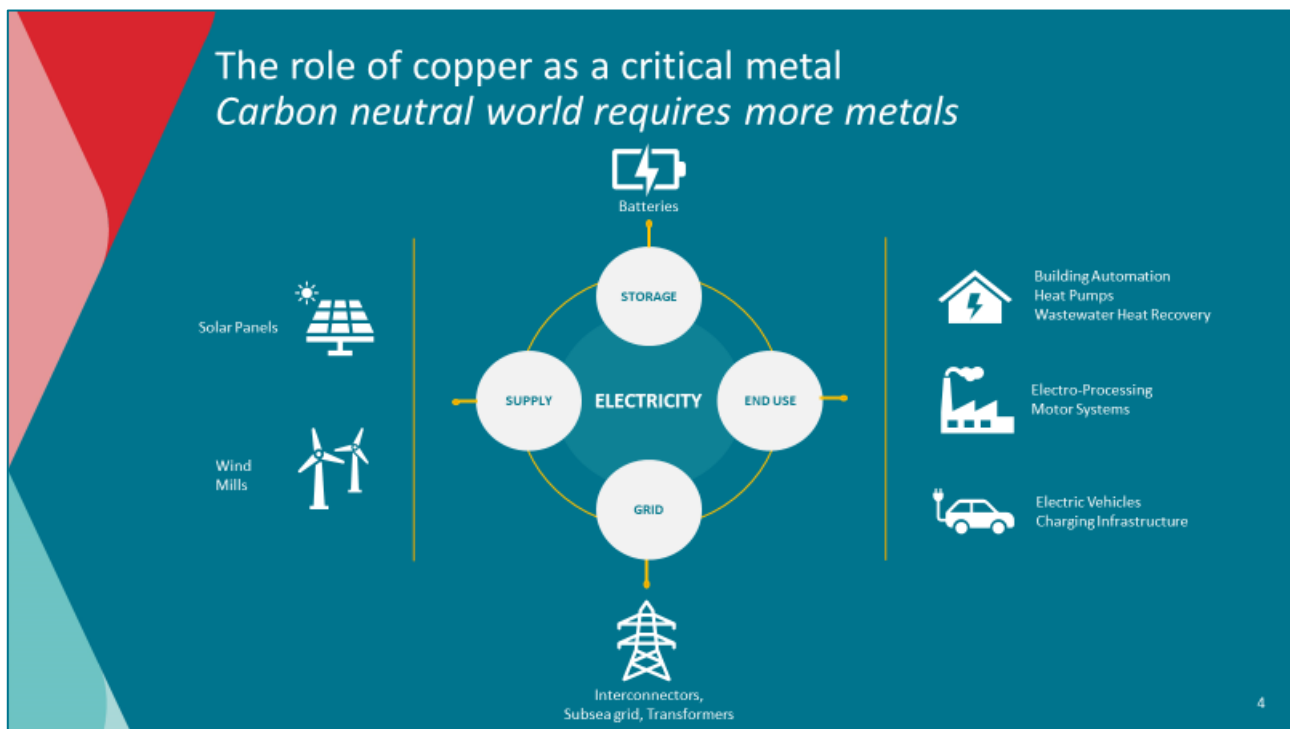 The role of copper as a critical metal
Carbon neutral world requires more metals
Batteries
STORAGE
Solar Panels
SUPPLY
ELECTRICITY
END USE
Wind
Mills
GRID
Interconnectors,
Subsea grid, Transformers
Building Automation
Heat Pumps
Wastewater Heat Recovery
Electro-Processing
Motor Systems
Electric Vehicles
Charging Infrastructure
4